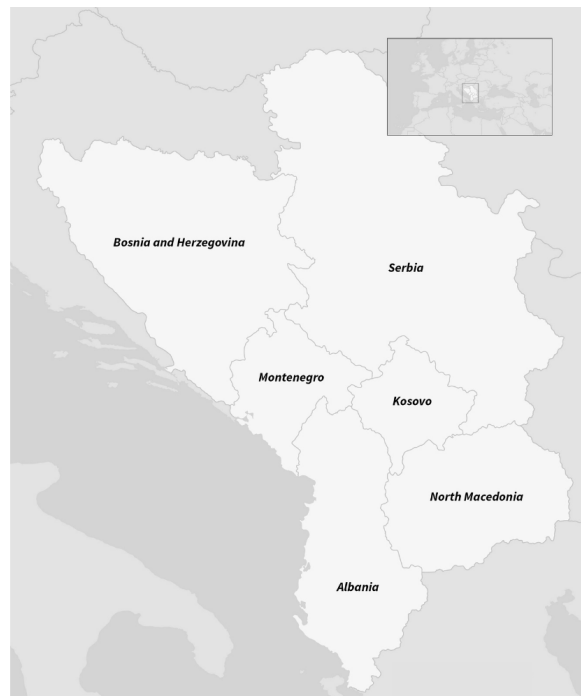 Bosnia and Herzegovina
Serbia
Montenegro
Kosovo
North Macedonia
Albania